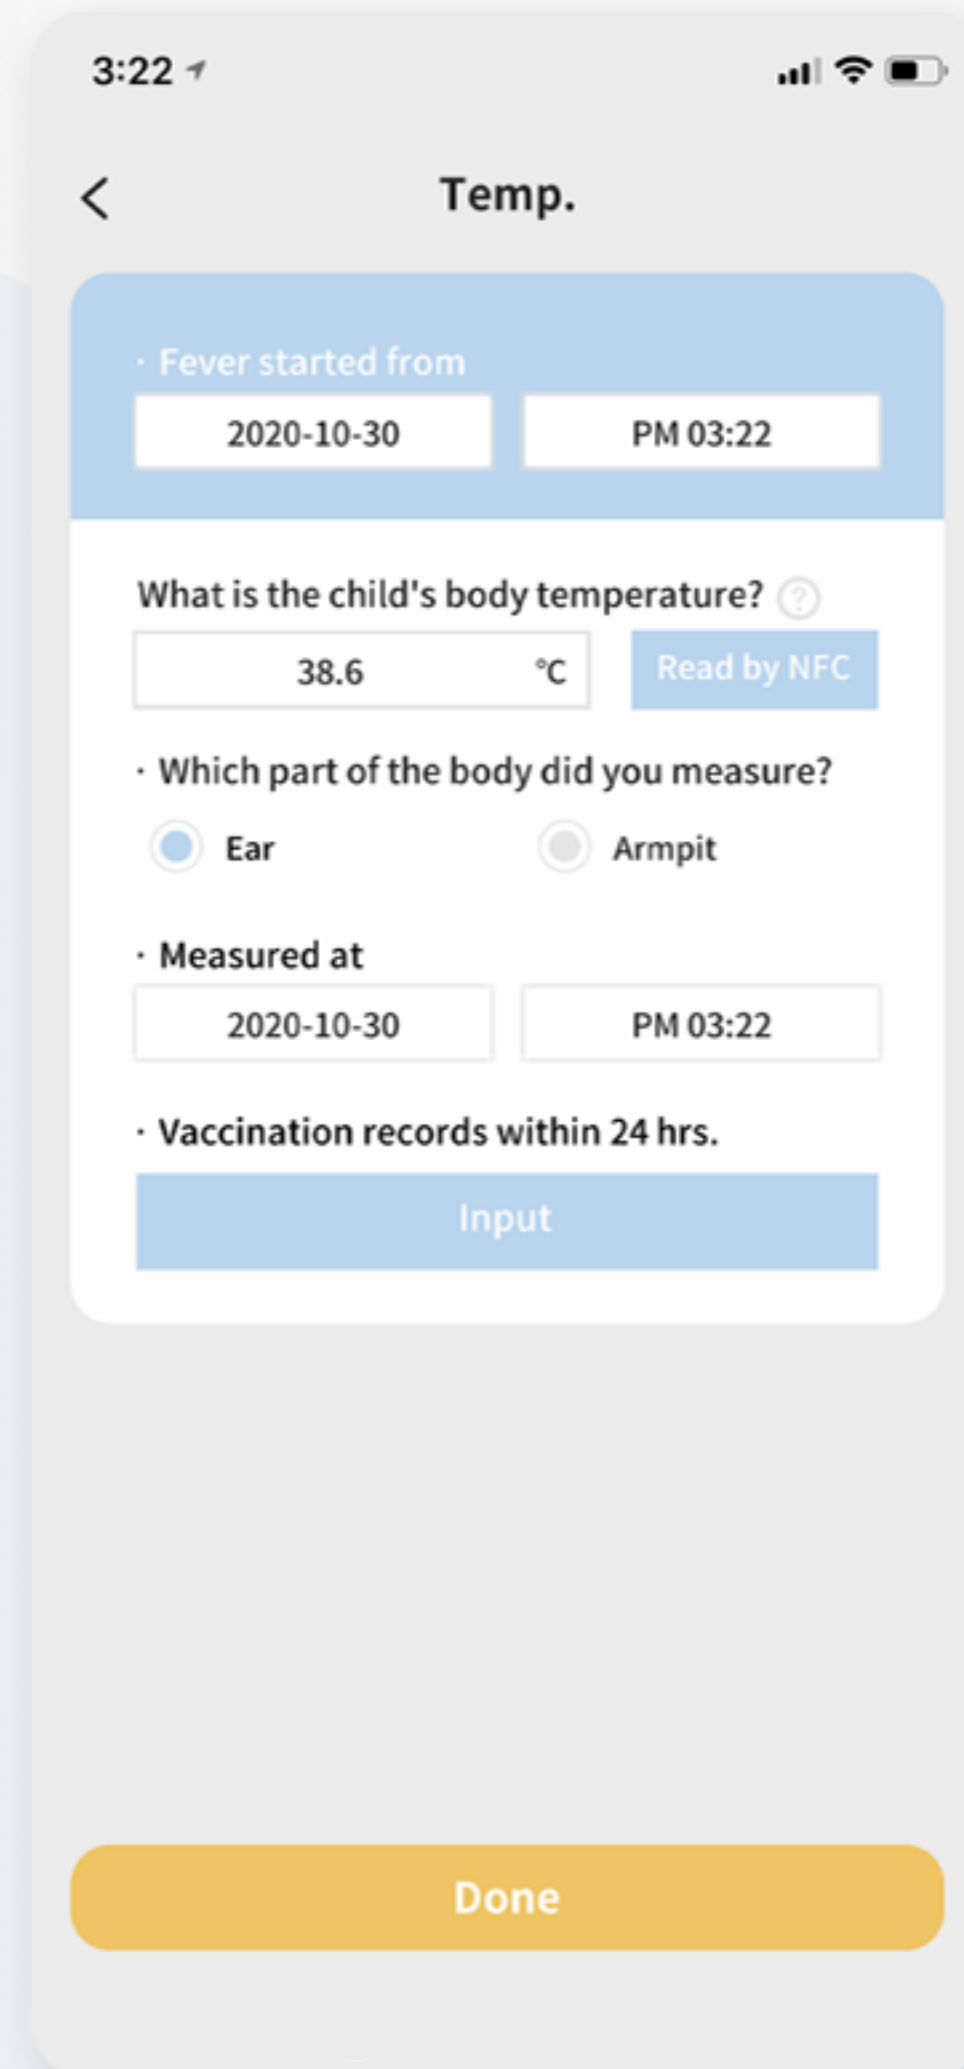 3:22
Temp.
· Fever started from
2020-10-30 PM 03:22
What is the child's body temperature? ?
38.6 ℃ Read by NFC
· Which part of the body did you measure?
Ear Armpit
· Measured at
2020-10-30 PM 03:22
· Vaccination records within 24 hrs.
Input
Done